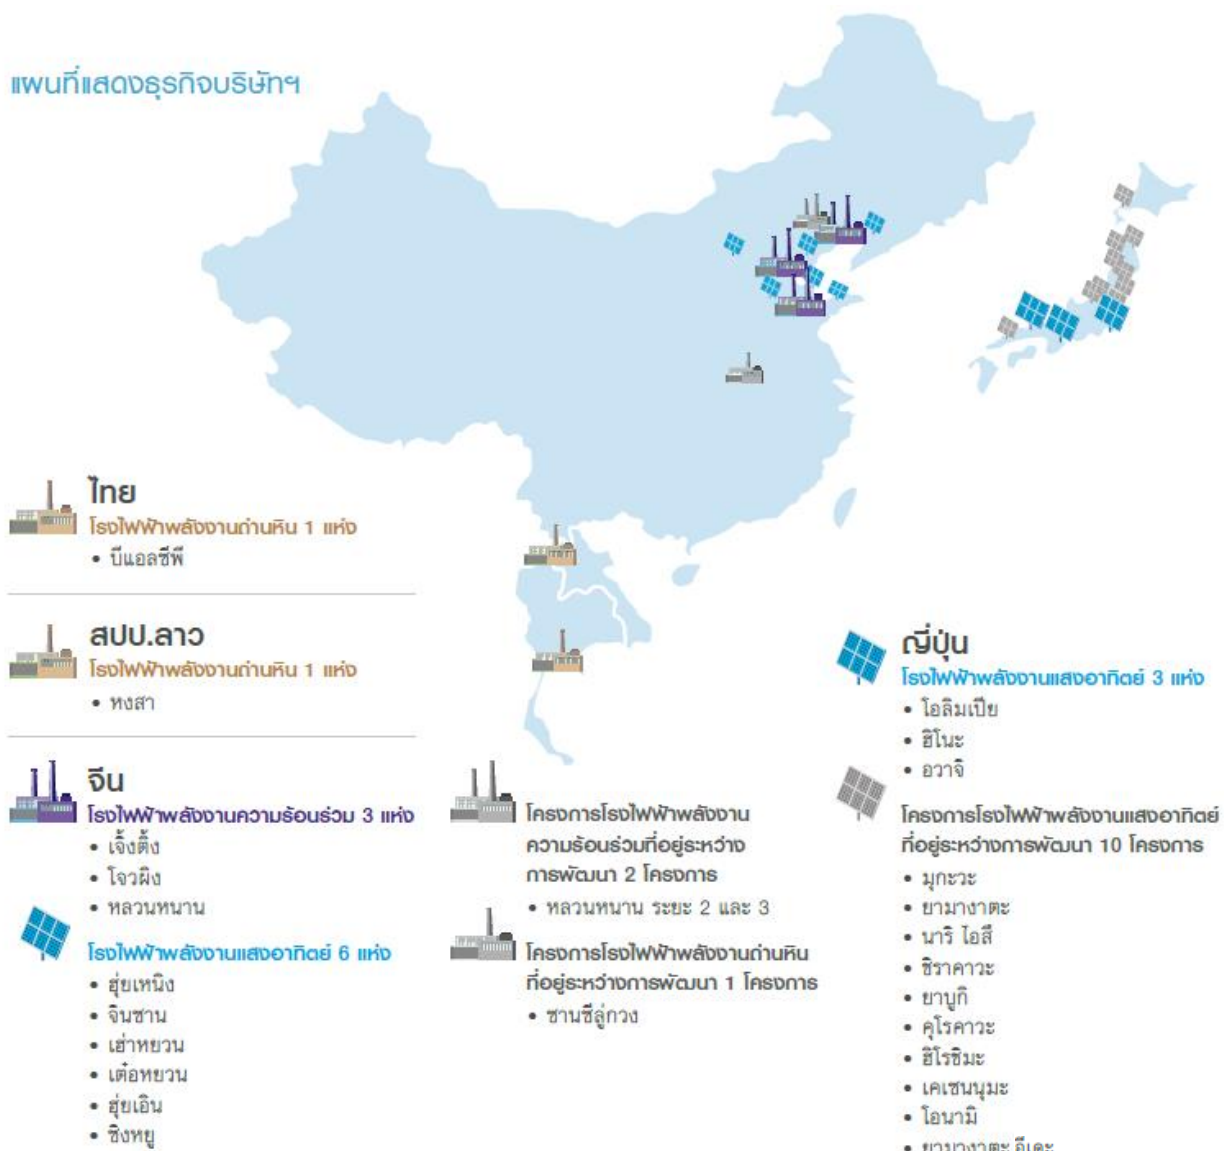 แผนที่แสดงธุรกิจบริษัทฯ
ไทย
โรงไฟฟ้าพลังงานถ่านหิน 1 แห่ง
• บีแอลซีพี
สปป.ลาว
โรงไฟฟ้าพลังงานถ่านหิน 1 แห่ง
• หงสา
จีน
โรงไฟฟ้าพลังงานความร้อนร่วม 3 แห่ง
• เจิ้งติ้ง
• โจวผิง
• หลวนหนาน
โรงไฟฟ้าพลังงานแสงอาทิตย์ 6 แห่ง
• ฮุ่ยเหนิง
• จินซาน
• เฮ่าหยวน
• เต๋อหยวน
• ฮุ่ยเอิน
• ซิงหยู
โครงการโรงไฟฟ้าพลังงาน
ความร้อนร่วมที่อยู่ระหว่าง
การพัฒนา 2 โครงการ
• หลวนหนาน ระยะ 2 และ 3
โครงการโรงไฟฟ้าพลังงานถ่านหิน
ที่อยู่ระหว่างการพัฒนา 1 โครงการ
• ซานซีลู่กวง
ญี่ปุ่น
โรงไฟฟ้าพลังงานแสงอาทิตย์ 3 แห่ง
• โอลิมเปีย
• ฮิโนะ
• อวาจิ
โครงการโรงไฟฟ้าพลังงานแสงอาทิตย์
ที่อยู่ระหว่างการพัฒนา 10 โครงการ
• มุกะวะ
• ยามางาตะ
• นาริ ไอสึ
• ชิราคาวะ
• ยาบูกิ
• คุโรคาวะ
• ฮิโรชิมะ
• เคเซนนุมะ
• โอนามิ
• ยามางาตะ อีเดะ